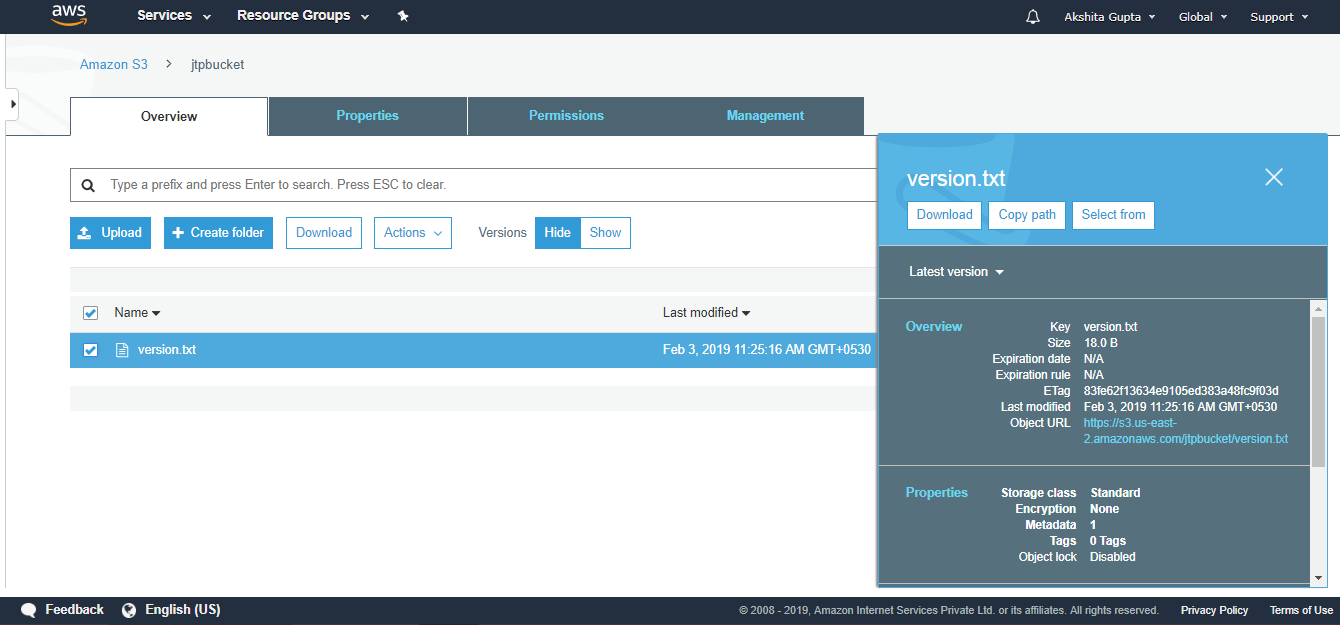 aws Services Resource Groups Akshita Gupta Global Support
Amazon S3 > jtpbucket
Overview Properties Permissions Management
Type a prefix and press Enter to search. Press ESC to clear.
Upload Create folder Download Actions Versions Hide Show
Name Last modified
version.txt Feb 3, 2019 11:25:16 AM GMT+0530
version.txt
Download Copy path Select from
Latest version
Overview Key version.txt
Size 18.0 B
Expiration date N/A
Expiration rule N/A
ETag 83fe62f13634e9105ed383a48fc9f03d
Last modified Feb 3, 2019 11:25:16 AM GMT+0530
Object URL https://s3.us-east-
2.amazonaws.com/jtpbucket/version.txt
Properties Storage class Standard
Encryption None
Metadata 1
Tags 0 Tags
Object lock Disabled
Feedback English (US) © 2008 - 2019, Amazon Internet Services Private Ltd. or its affiliates. All rights reserved. Privacy Policy Terms of Use